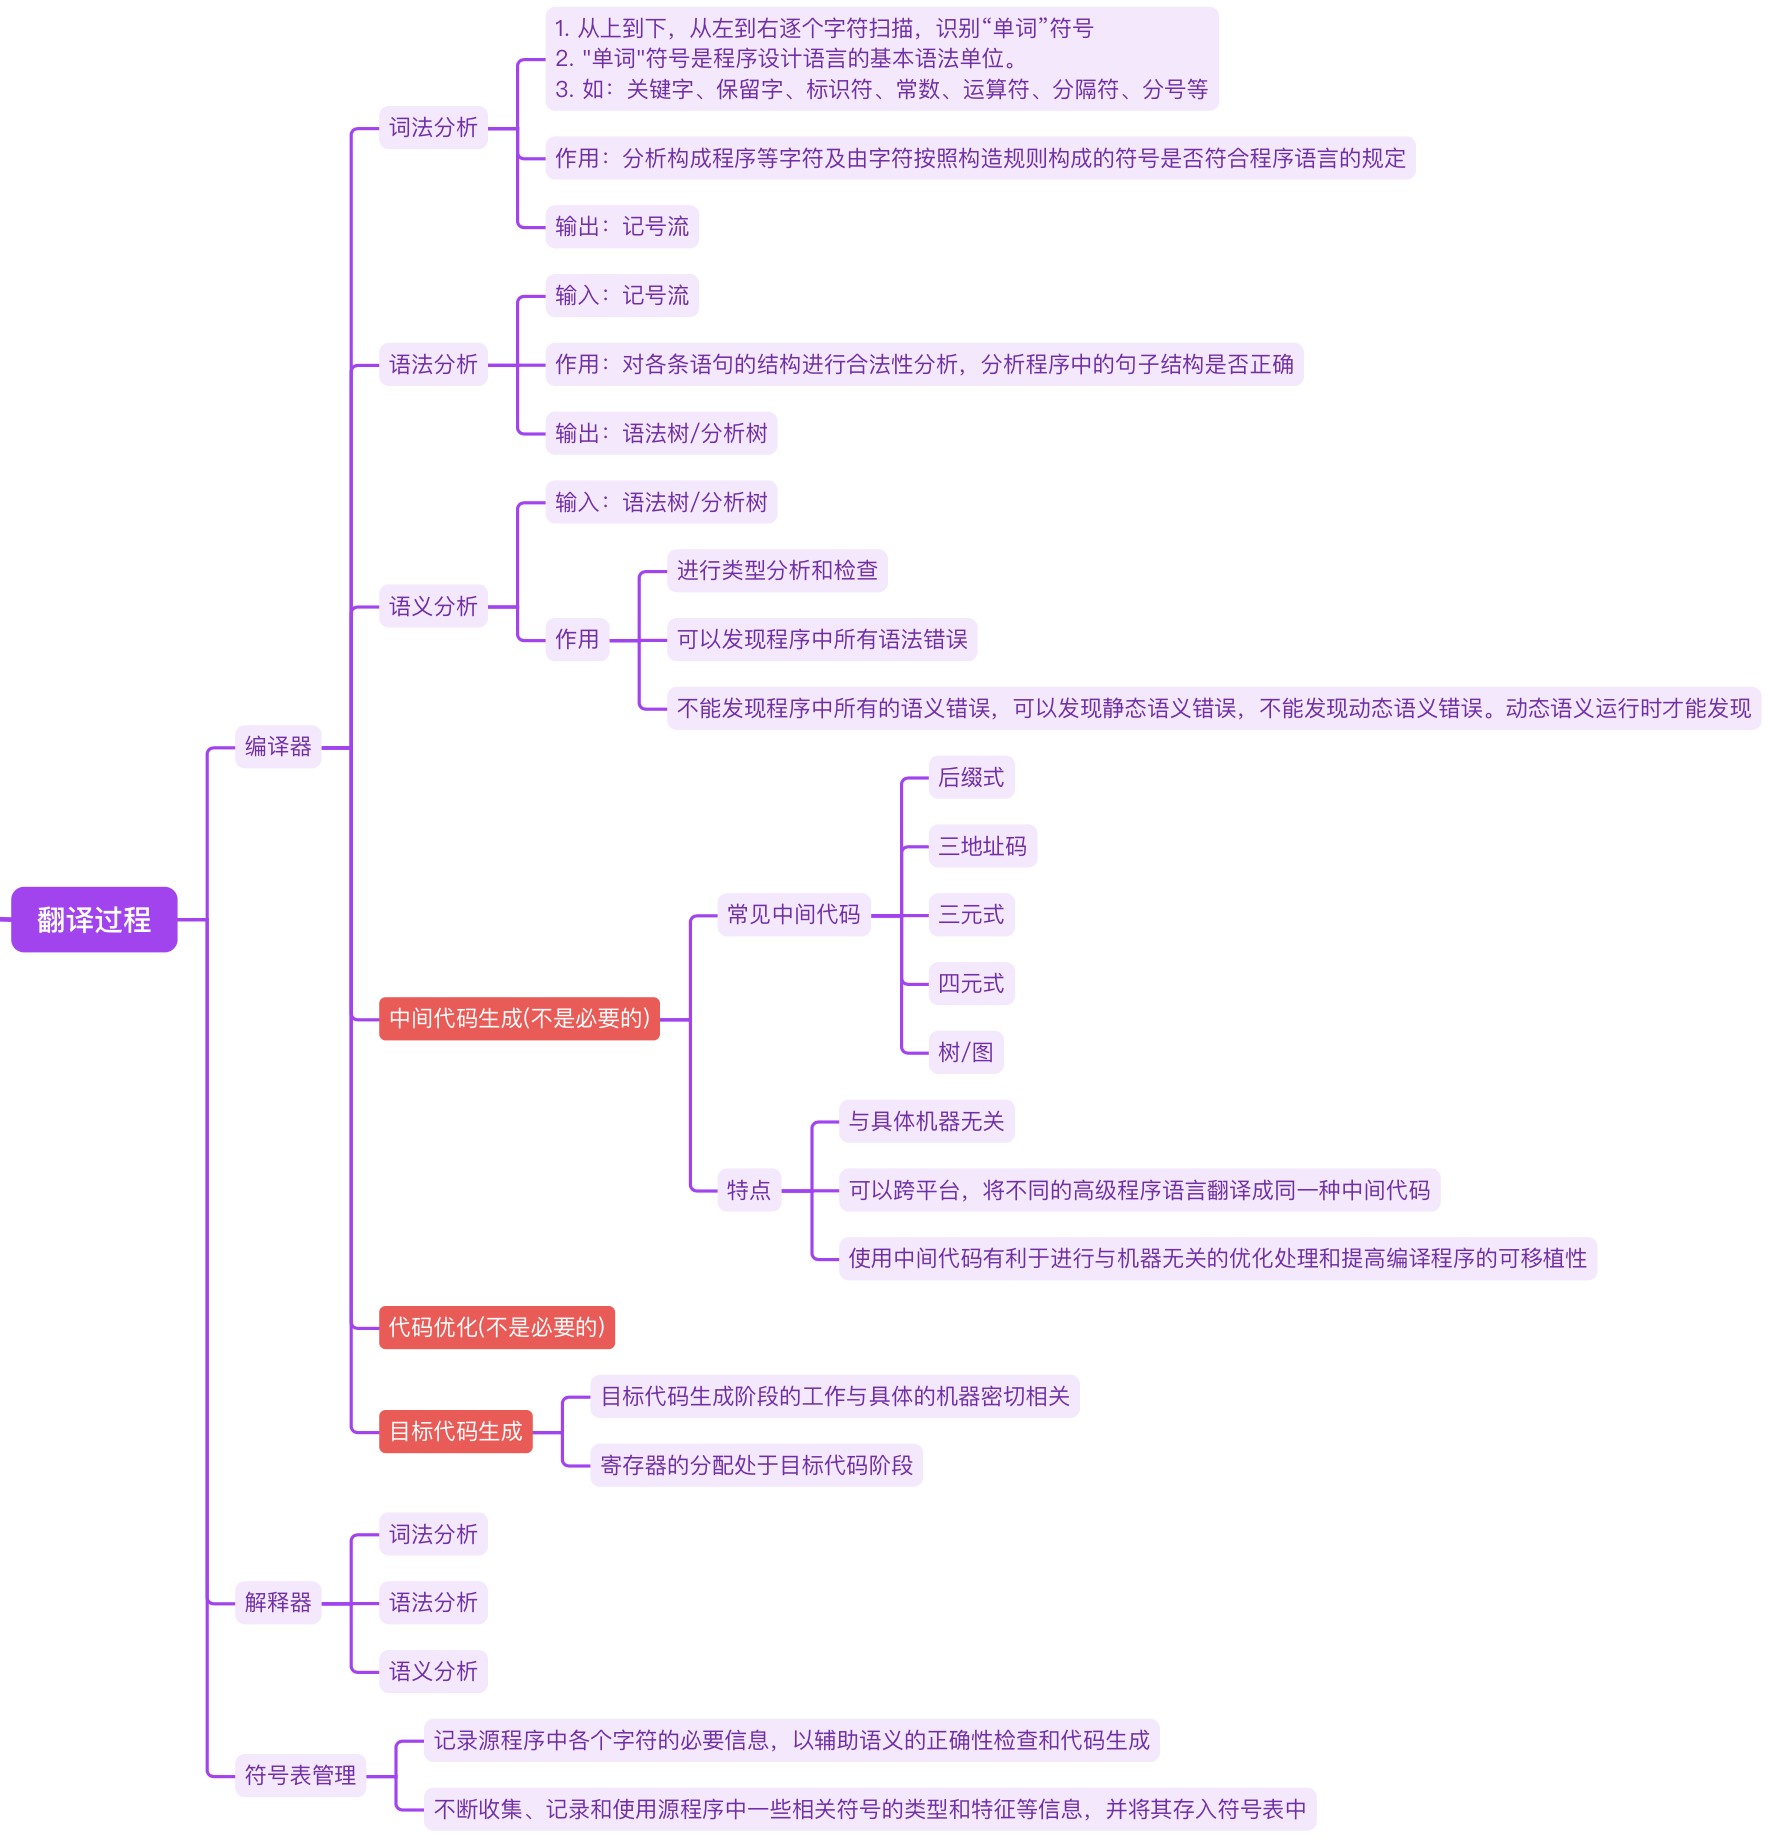 翻译过程
编译器
词法分析
1. 从上到下，从左到右逐个字符扫描，识别“单词”符号
2. "单词"符号是程序设计语言的基本语法单位。
3. 如：关键字、保留字、标识符、常数、运算符、分隔符、分号等
作用：分析构成程序等字符及由字符按照构造规则构成的符号是否符合程序语言的规定
输出：记号流
语法分析
输入：记号流
作用：对各条语句的结构进行合法性分析，分析程序中的句子结构是否正确
输出：语法树/分析树
语义分析
输入：语法树/分析树
作用
进行类型分析和检查
可以发现程序中所有语法错误
不能发现程序中所有的语义错误，可以发现静态语义错误，不能发现动态语义错误。动态语义运行时才能发现
中间代码生成(不是必要的)
常见中间代码
后缀式
三地址码
三元式
四元式
树/图
特点
与具体机器无关
可以跨平台，将不同的高级程序语言翻译成同一种中间代码
使用中间代码有利于进行与机器无关的优化处理和提高编译程序的可移植性
代码优化(不是必要的)
目标代码生成
目标代码生成阶段的工作与具体的机器密切相关
寄存器的分配处于目标代码阶段
解释器
词法分析
语法分析
语义分析
符号表管理
记录源程序中各个字符的必要信息，以辅助语义的正确性检查和代码生成
不断收集、记录和使用源程序中一些相关符号的类型和特征等信息，并将其存入符号表中